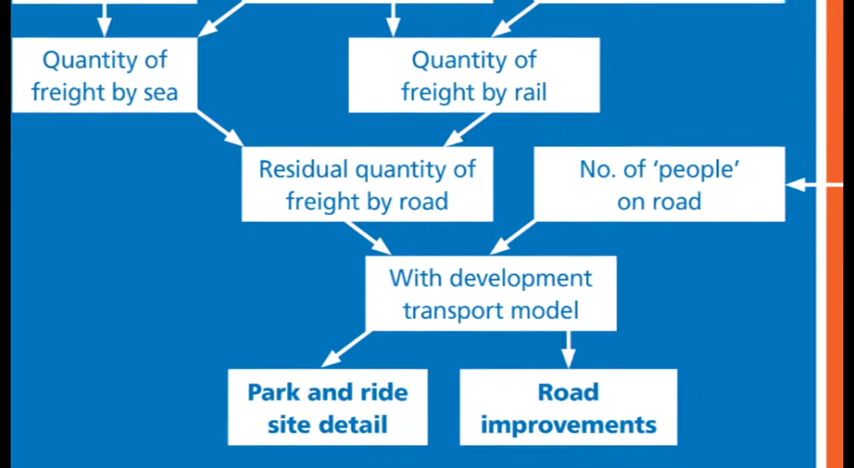 Quantity of
freight by sea
Quantity of
freight by rail
Residual quantity of
freight by road
No. of ‘people’
on road
With development
transport model
Park and ride
site detail
Road
improvements